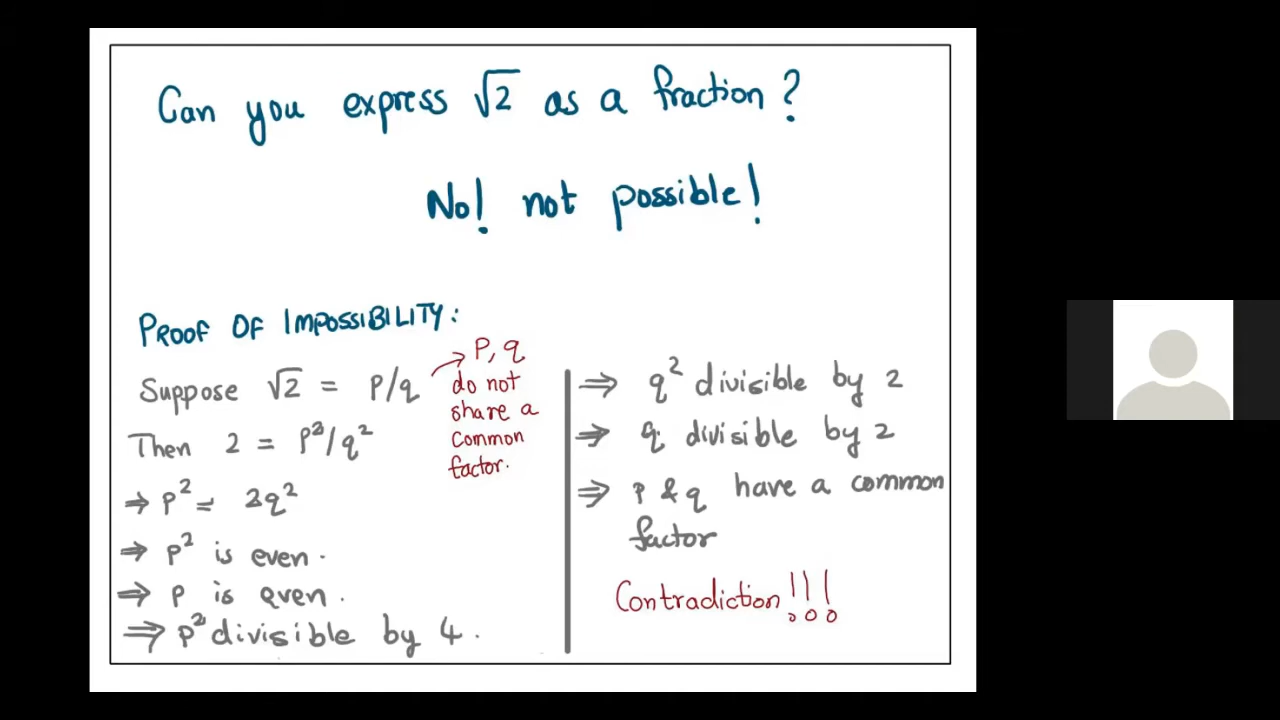 Can you express √2 as a fraction?
No! not possible!
PROOF OF IMPOSSIBILITY:
Suppose √2 = P/q
P, q
do not
share a
common
factor.
Then 2 = P²/q²
⇒ P² = 2q²
⇒ P² is even.
⇒ P is even.
⇒ P² divisible by 4.
⇒ q² divisible by 2
⇒ q divisible by 2
⇒ P & q have a common
factor
Contradiction!!!